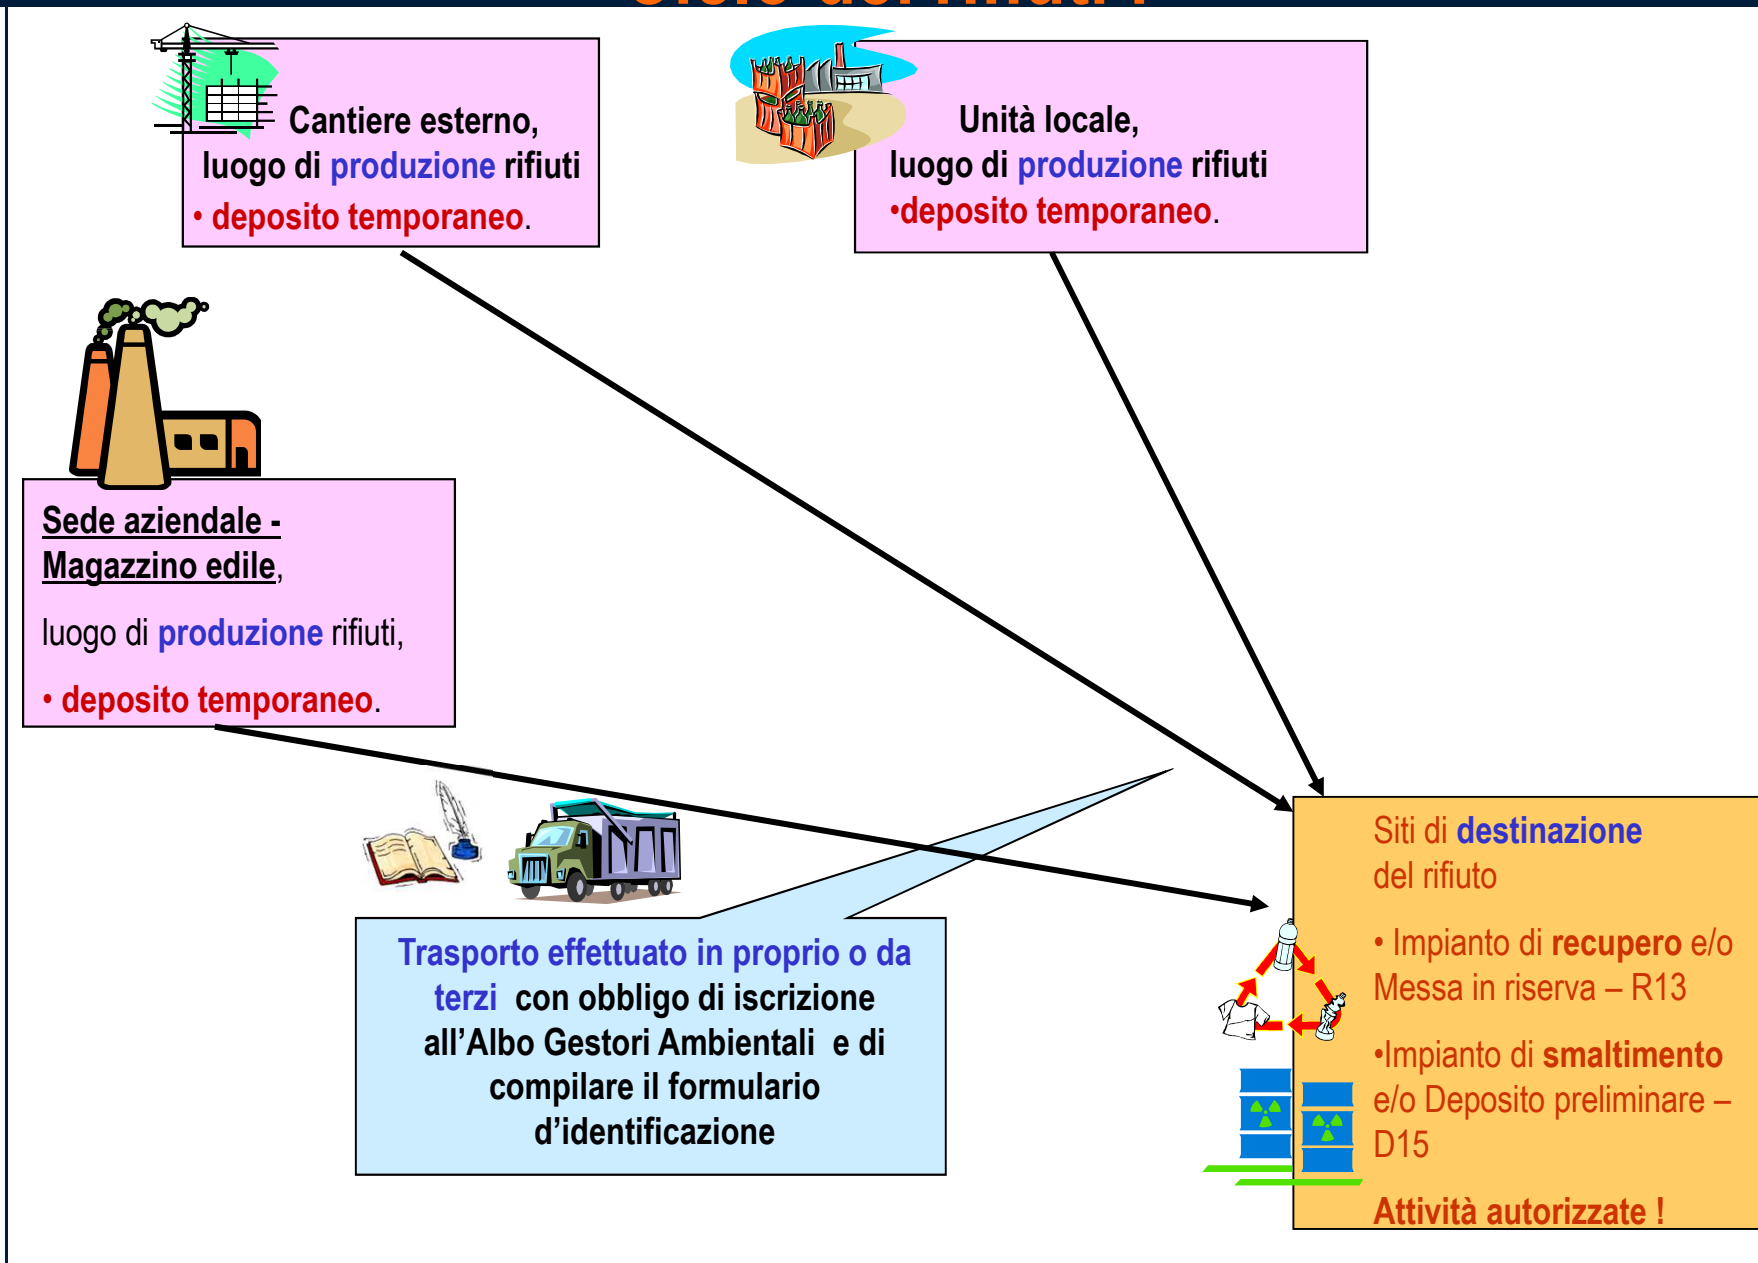 Cantiere esterno,
luogo di produzione rifiuti
• deposito temporaneo.
Unità locale,
luogo di produzione rifiuti
•deposito temporaneo.
Sede aziendale -
Magazzino edile,
luogo di produzione rifiuti,
• deposito temporaneo.
Trasporto effettuato in proprio o da
terzi con obbligo di iscrizione
all’Albo Gestori Ambientali e di
compilare il formulario
d’identificazione
Siti di destinazione
del rifiuto
• Impianto di recupero e/o
Messa in riserva – R13
•Impianto di smaltimento
e/o Deposito preliminare –
D15
Attività autorizzate !